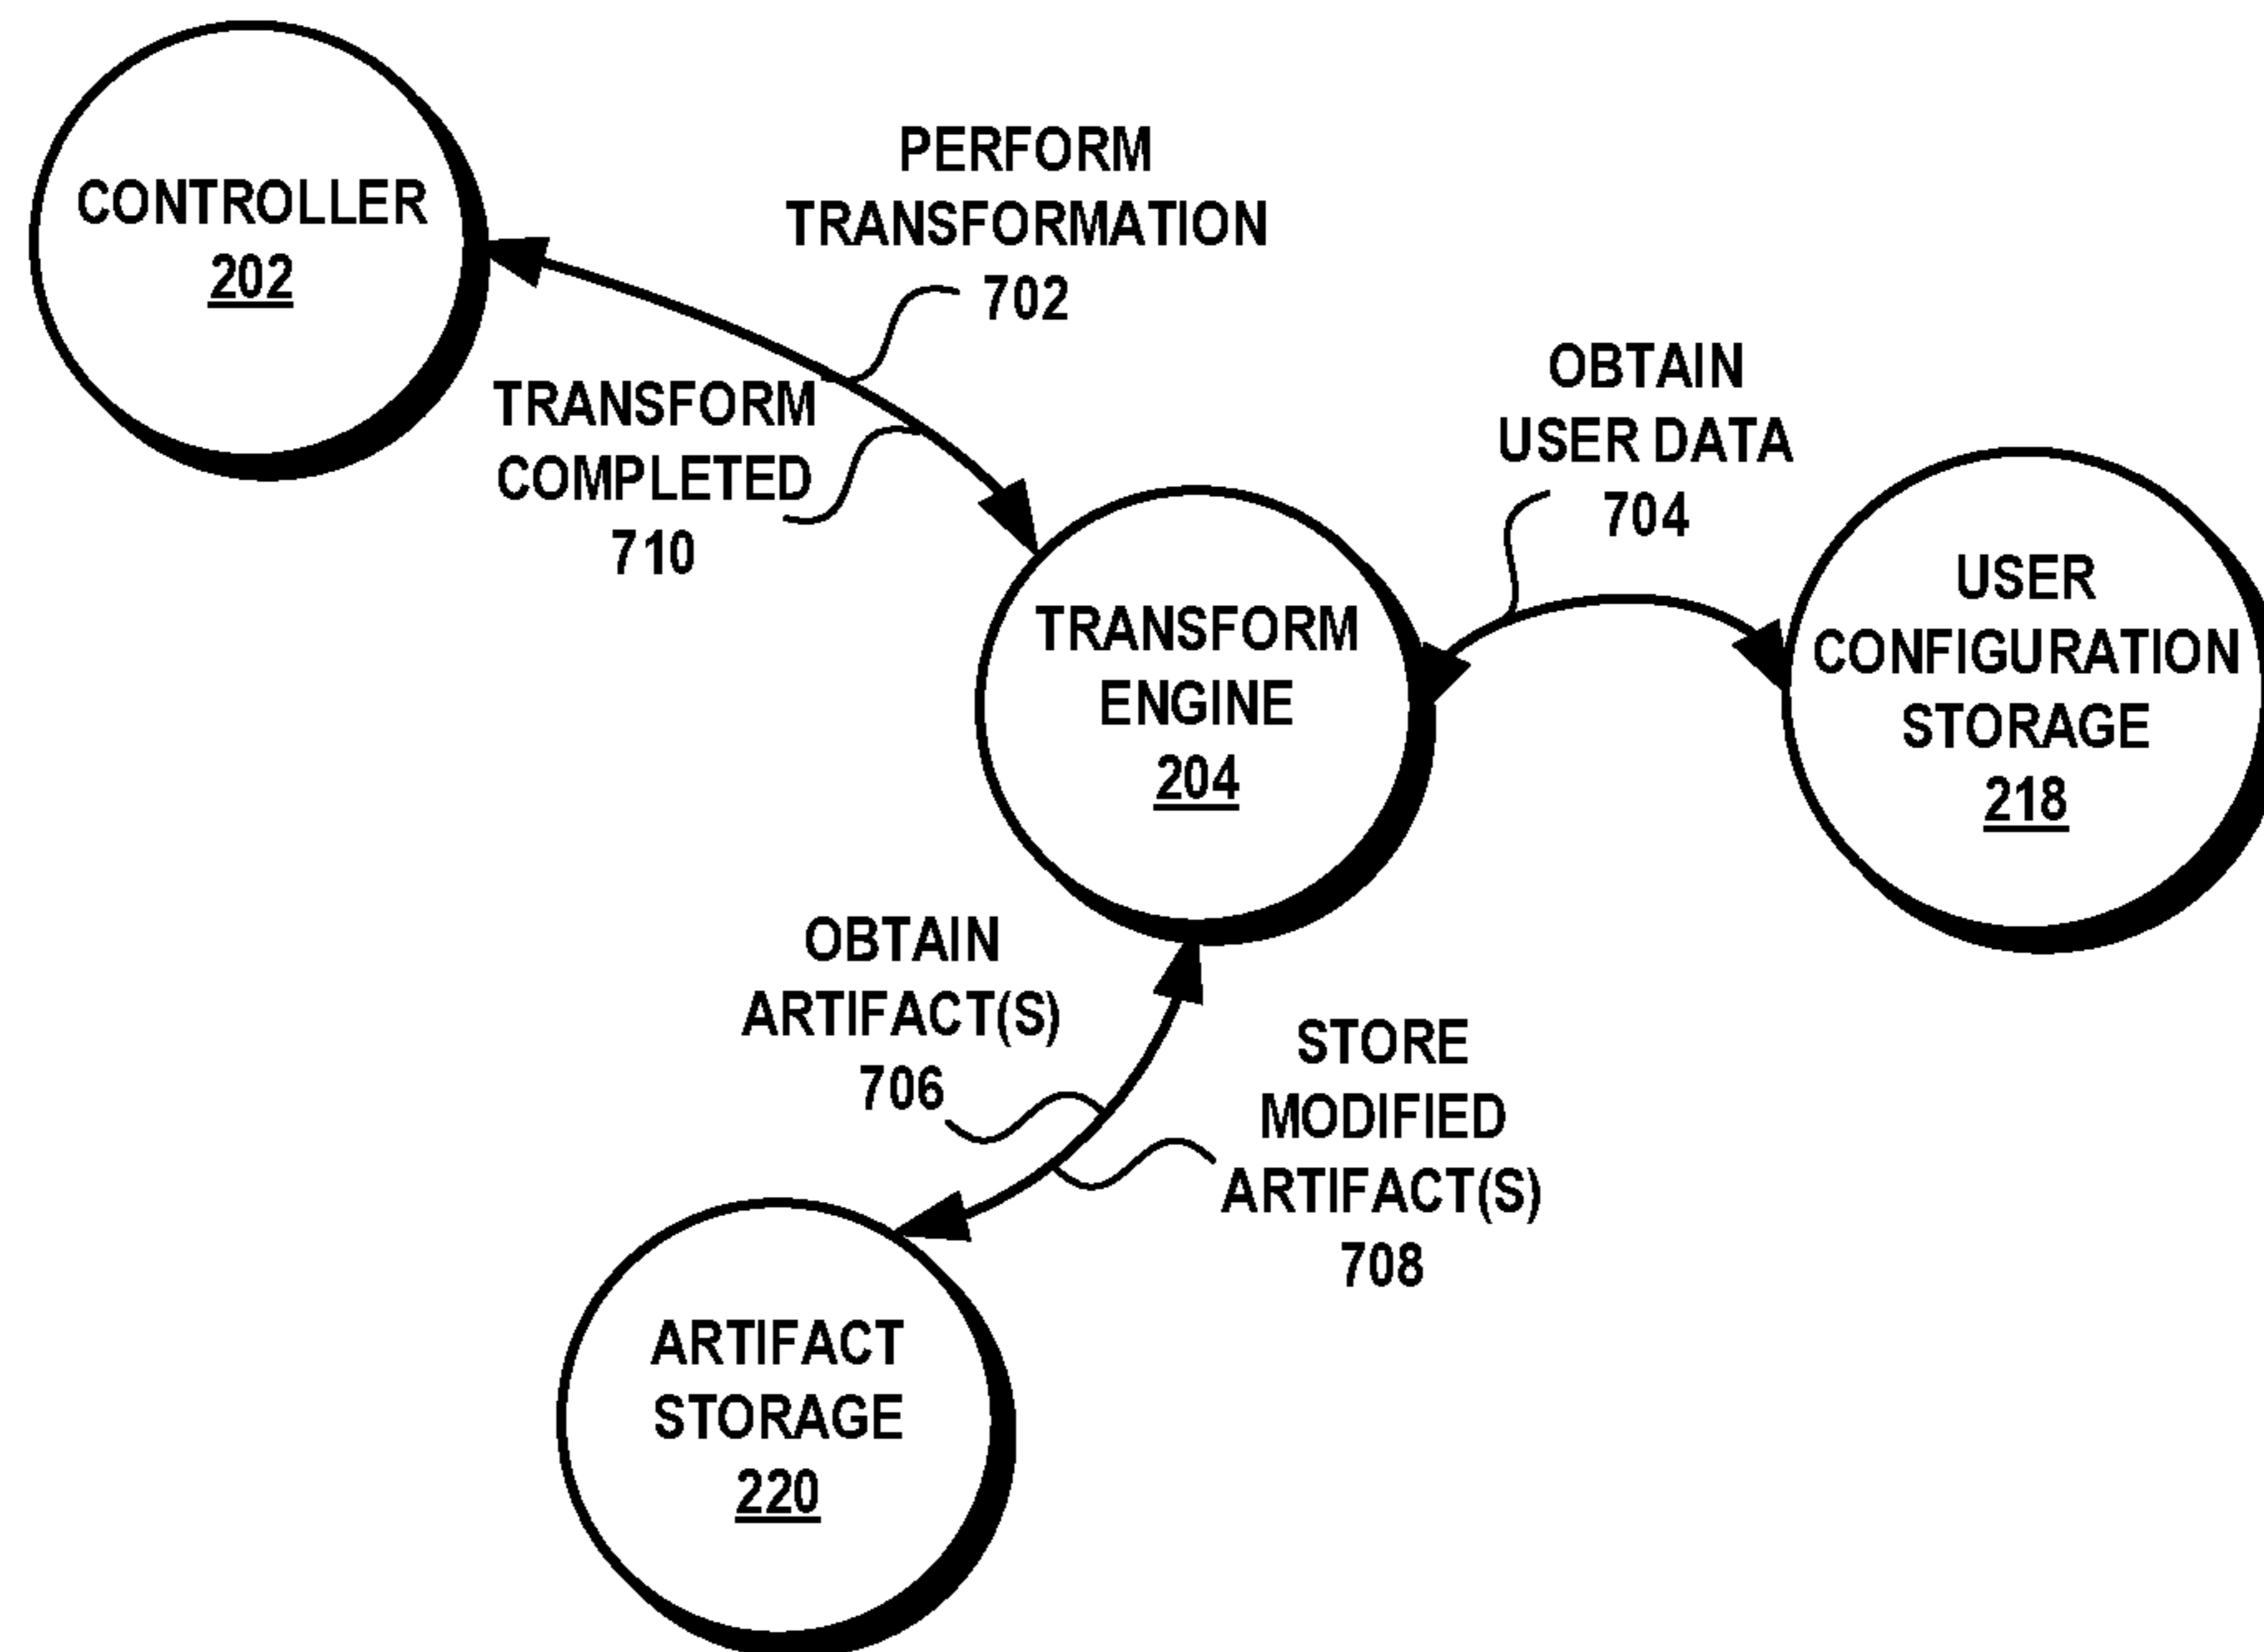 CONTROLLER
202
PERFORM
TRANSFORMATION
702
TRANSFORM
COMPLETED
710
OBTAIN
USER DATA
704
TRANSFORM
ENGINE
204
USER
CONFIGURATION
STORAGE
218
OBTAIN
ARTIFACT(S)
706
STORE
MODIFIED
ARTIFACT(S)
708
ARTIFACT
STORAGE
220